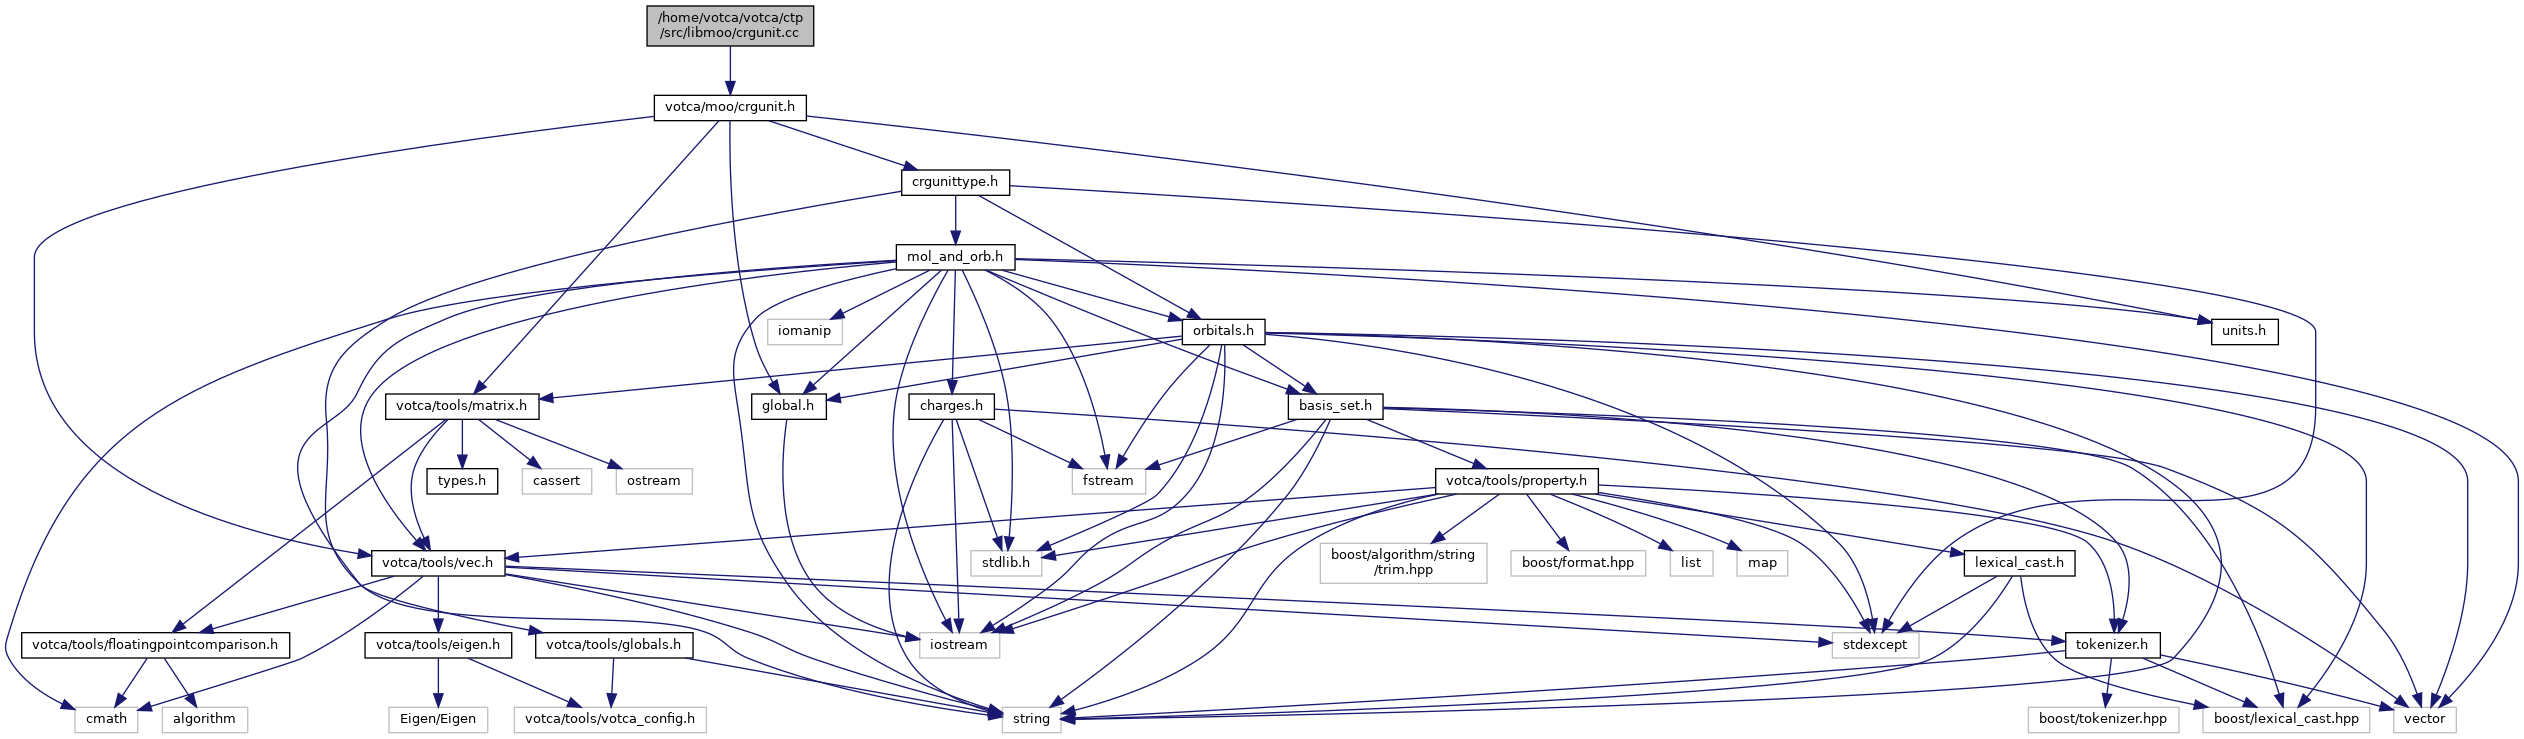 /home/votca/votca/ctp
/src/libmoo/crgunit.cc
votca/moo/crgunit.h
crgunittype.h
mol_and_orb.h
iomanip
orbitals.h
units.h
votca/tools/matrix.h
global.h
charges.h
basis_set.h
types.h
cassert
ostream
fstream
votca/tools/property.h
votca/tools/vec.h
stdlib.h
boost/algorithm/string
/trim.hpp
boost/format.hpp
list
map
lexical_cast.h
votca/tools/floatingpointcomparison.h
votca/tools/eigen.h
votca/tools/globals.h
iostream
stdexcept
tokenizer.h
cmath
algorithm
Eigen/Eigen
votca/tools/votca_config.h
string
boost/tokenizer.hpp
boost/lexical_cast.hpp
vector